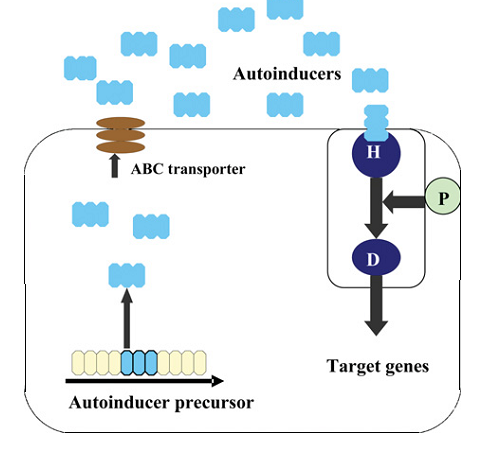 Autoinducers
H
ABC transporter
P
D
Target genes
Autoinducer precursor